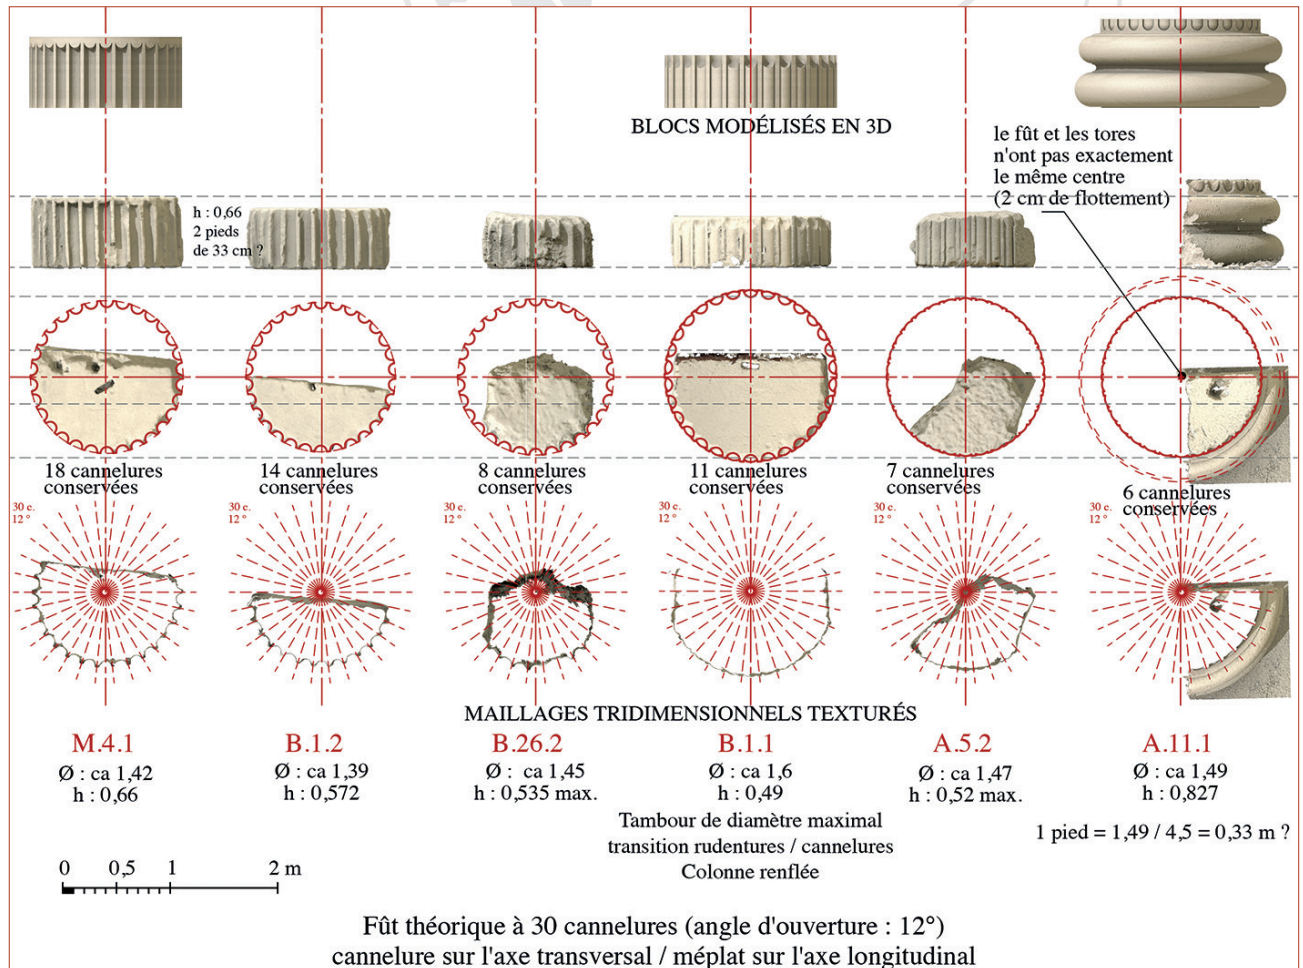 BLOCS MODÉLISÉS EN 3D
le fût et les tores
n'ont pas exactement
le même centre
(2 cm de flottement)
h : 0,66
2 pieds
de 33 cm ?
18 cannelures
conservées
14 cannelures
conservées
8 cannelures
conservées
11 cannelures
conservées
7 cannelures
conservées
6 cannelures
conservées
30 c.
12 °
30 c.
12 °
30 c.
12 °
30 c.
12 °
30 c.
12 °
30 c.
12 °
MAILLAGES TRIDIMENSIONNELS TEXTURÉS
M.4.1
Ø : ca 1,42
h : 0,66
B.1.2
Ø : ca 1,39
h : 0,572
B.26.2
Ø : ca 1,45
h : 0,535 max.
B.1.1
Ø : ca 1,6
h : 0,49
Tambour de diamètre maximal
transition rudentures / cannelures
Colonne renflée
A.5.2
Ø : ca 1,47
h : 0,52 max.
A.11.1
Ø : ca 1,49
h : 0,827
1 pied = 1,49 / 4,5 = 0,33 m ?
0 0,5 1 2 m
Fût théorique à 30 cannelures (angle d'ouverture : 12°)
cannelure sur l'axe transversal / méplat sur l'axe longitudinal